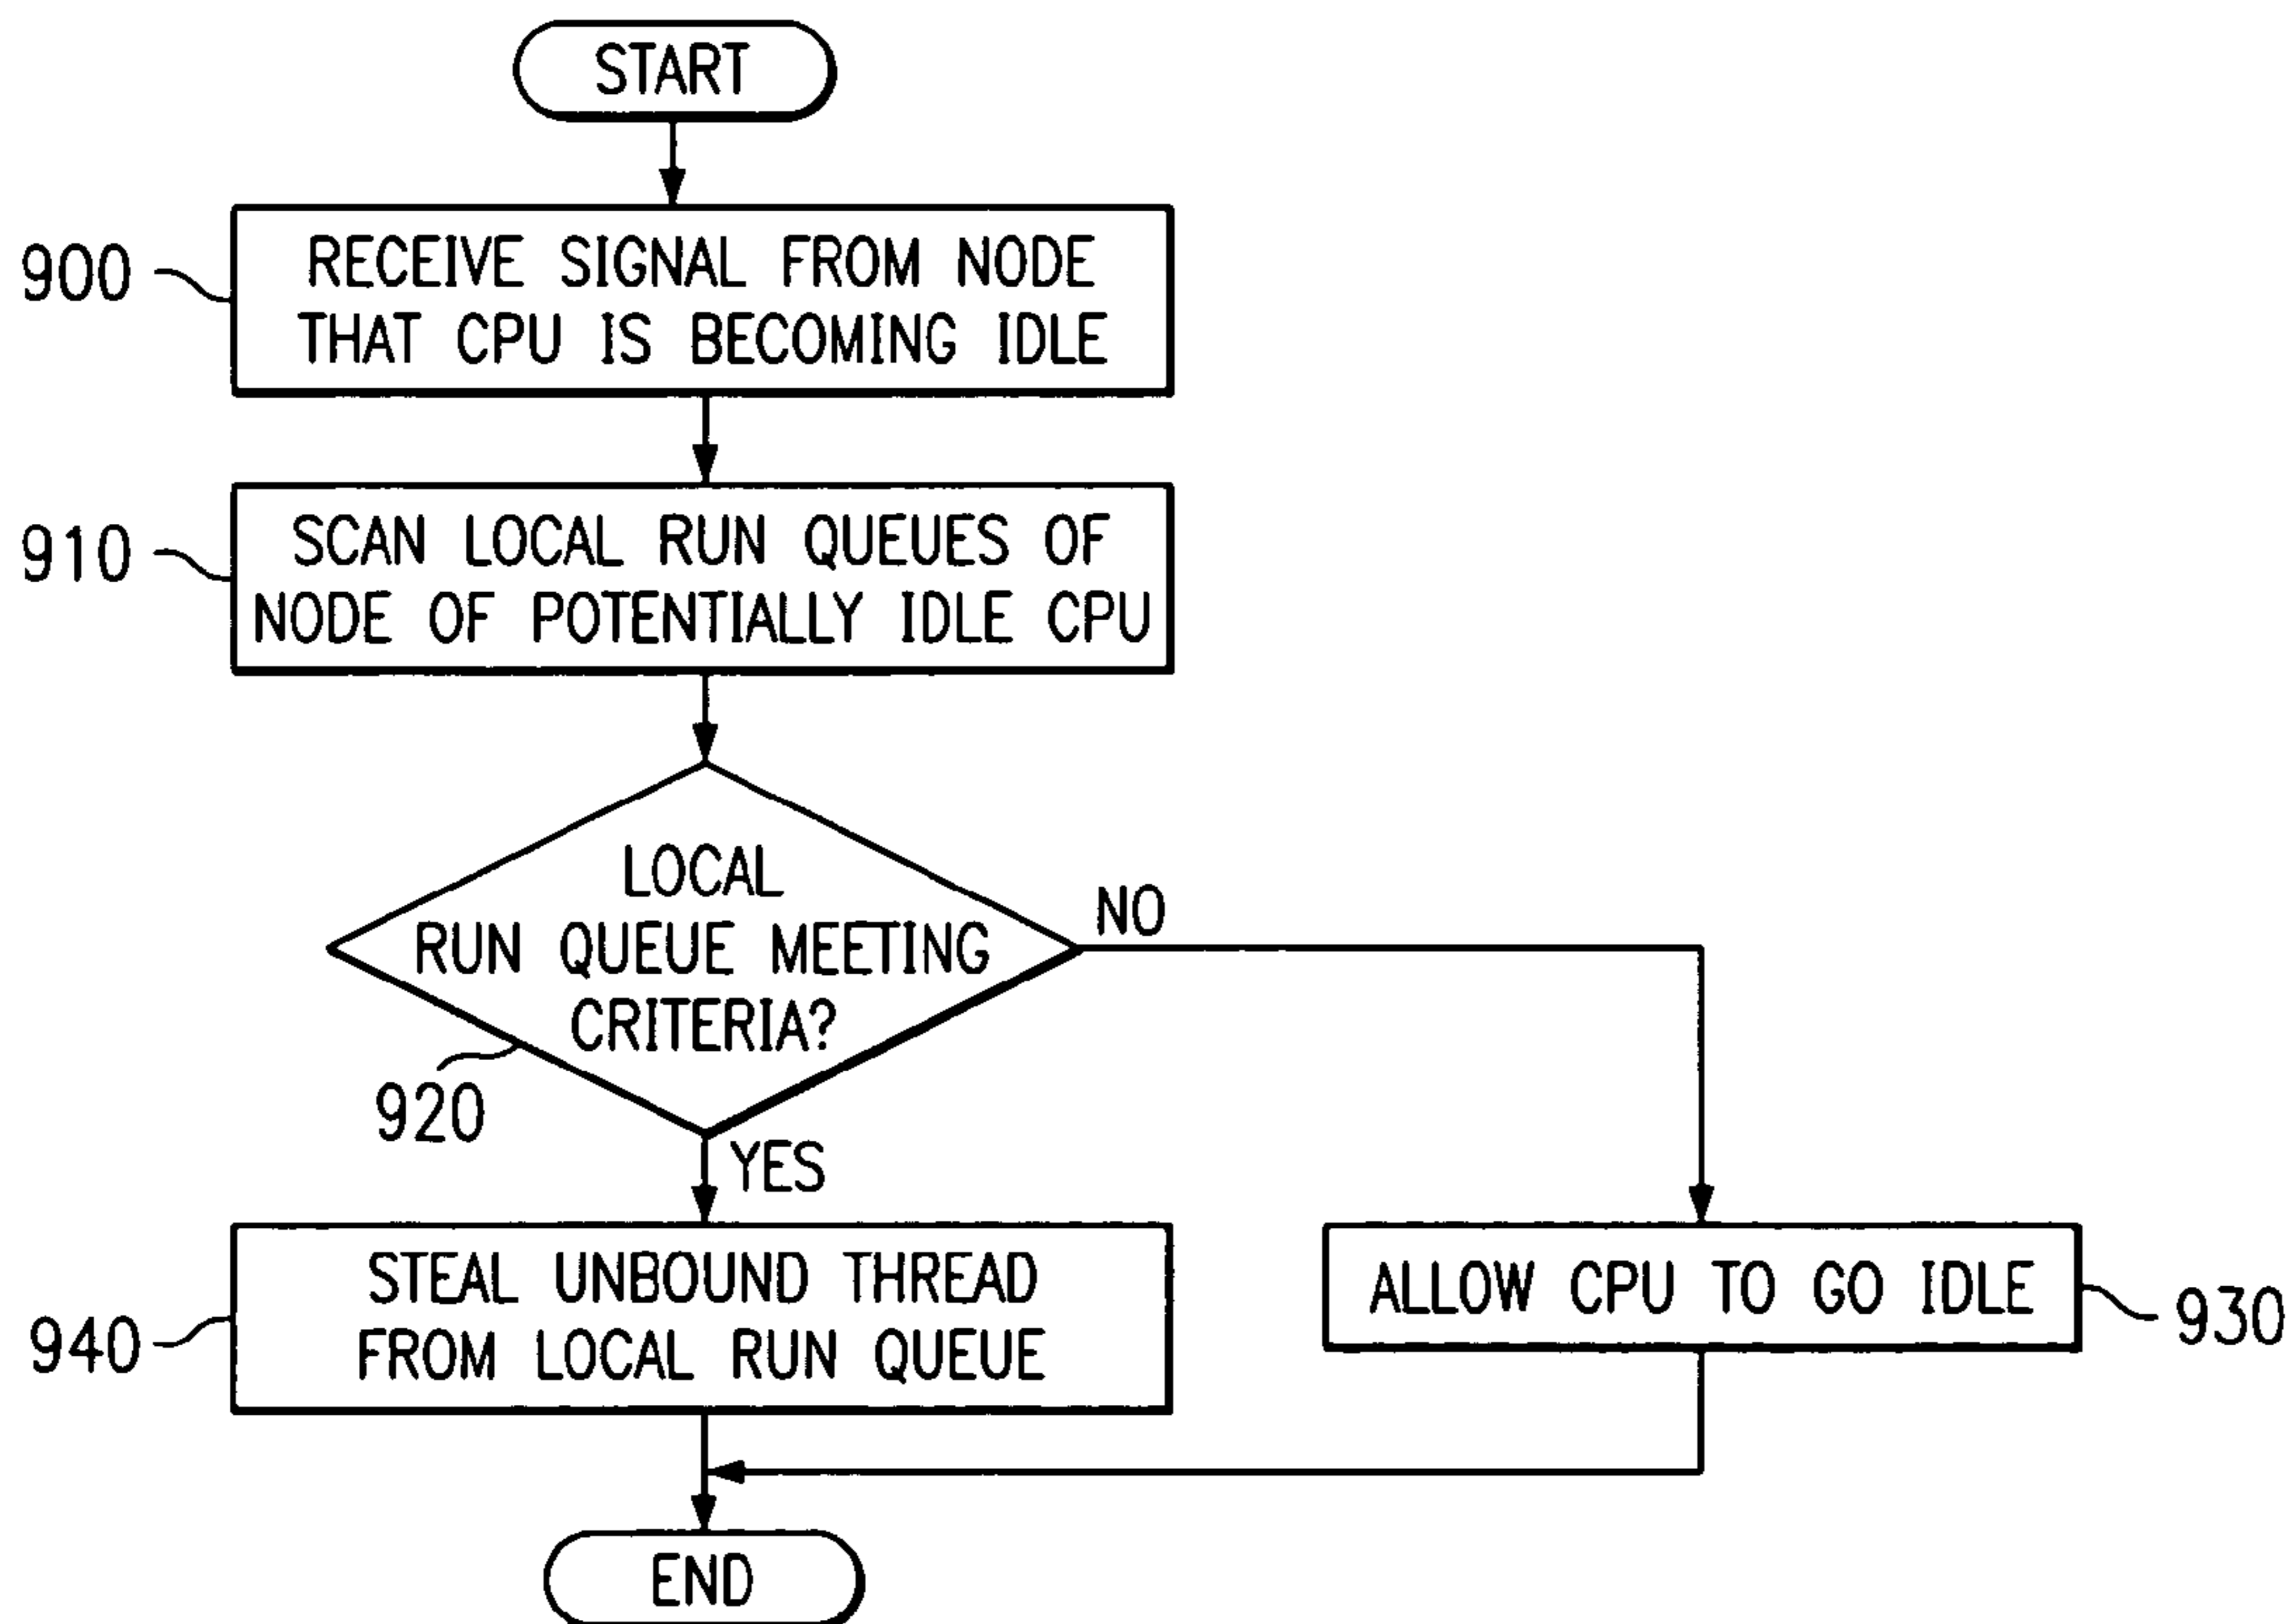 START
900
RECEIVE SIGNAL FROM NODE
THAT CPU IS BECOMING IDLE
910
SCAN LOCAL RUN QUEUES OF
NODE OF POTENTIALLY IDLE CPU
LOCAL
RUN QUEUE MEETING
CRITERIA?
NO
920
YES
940
STEAL UNBOUND THREAD
FROM LOCAL RUN QUEUE
ALLOW CPU TO GO IDLE
930
END